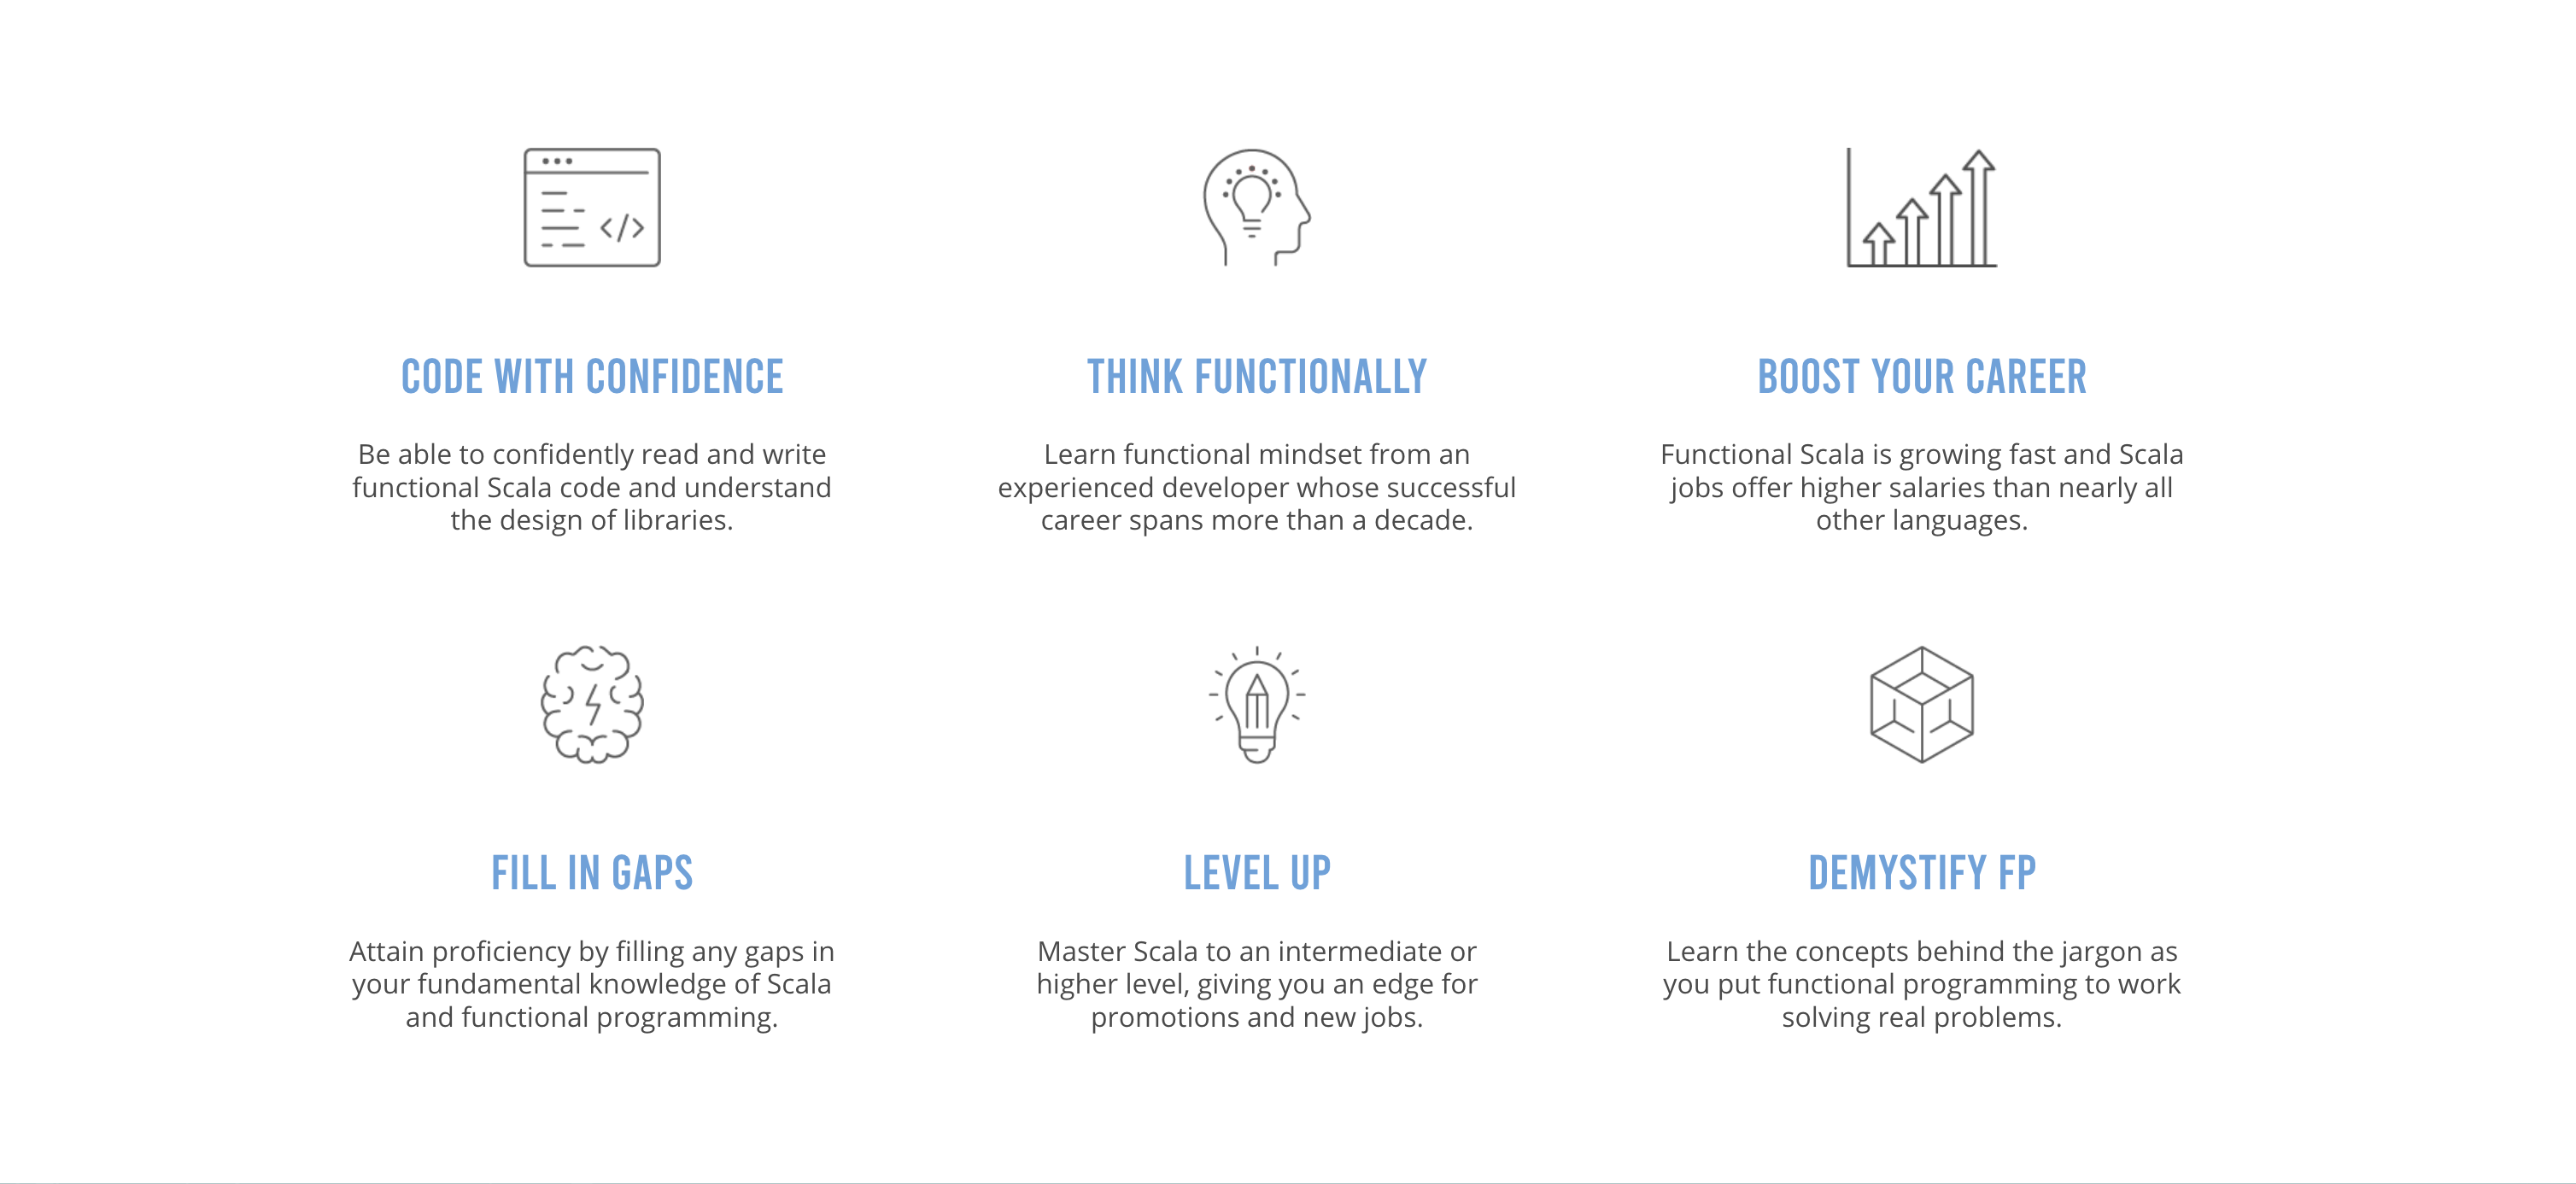 </>
CODE WITH CONFIDENCE
Be able to confidently read and write
functional Scala code and understand
the design of libraries.
THINK FUNCTIONALLY
Learn functional mindset from an
experienced developer whose successful
career spans more than a decade.
BOOST YOUR CAREER
Functional Scala is growing fast and Scala
jobs offer higher salaries than nearly all
other languages.
FILL IN GAPS
Attain proficiency by filling any gaps in
your fundamental knowledge of Scala
and functional programming.
LEVEL UP
Master Scala to an intermediate or
higher level, giving you an edge for
promotions and new jobs.
DEMYSTIFY FP
Learn the concepts behind the jargon as
you put functional programming to work
solving real problems.